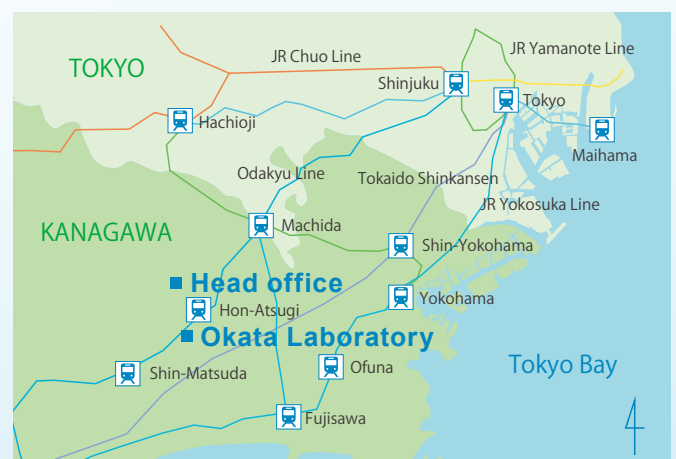 JR Yamanote Line
JR Chuo Line
TOKYO
Shinjuku
Tokyo
Hachioji
Maihama
Odakyu Line
Tokaido Shinkansen
JR Yokosuka Line
Machida
KANAGAWA
Shin-Yokohama
Head office
Yokohama
Hon-Atsugi
Okata Laboratory
Tokyo Bay
Ofuna
Shin-Matsuda
Fujisawa